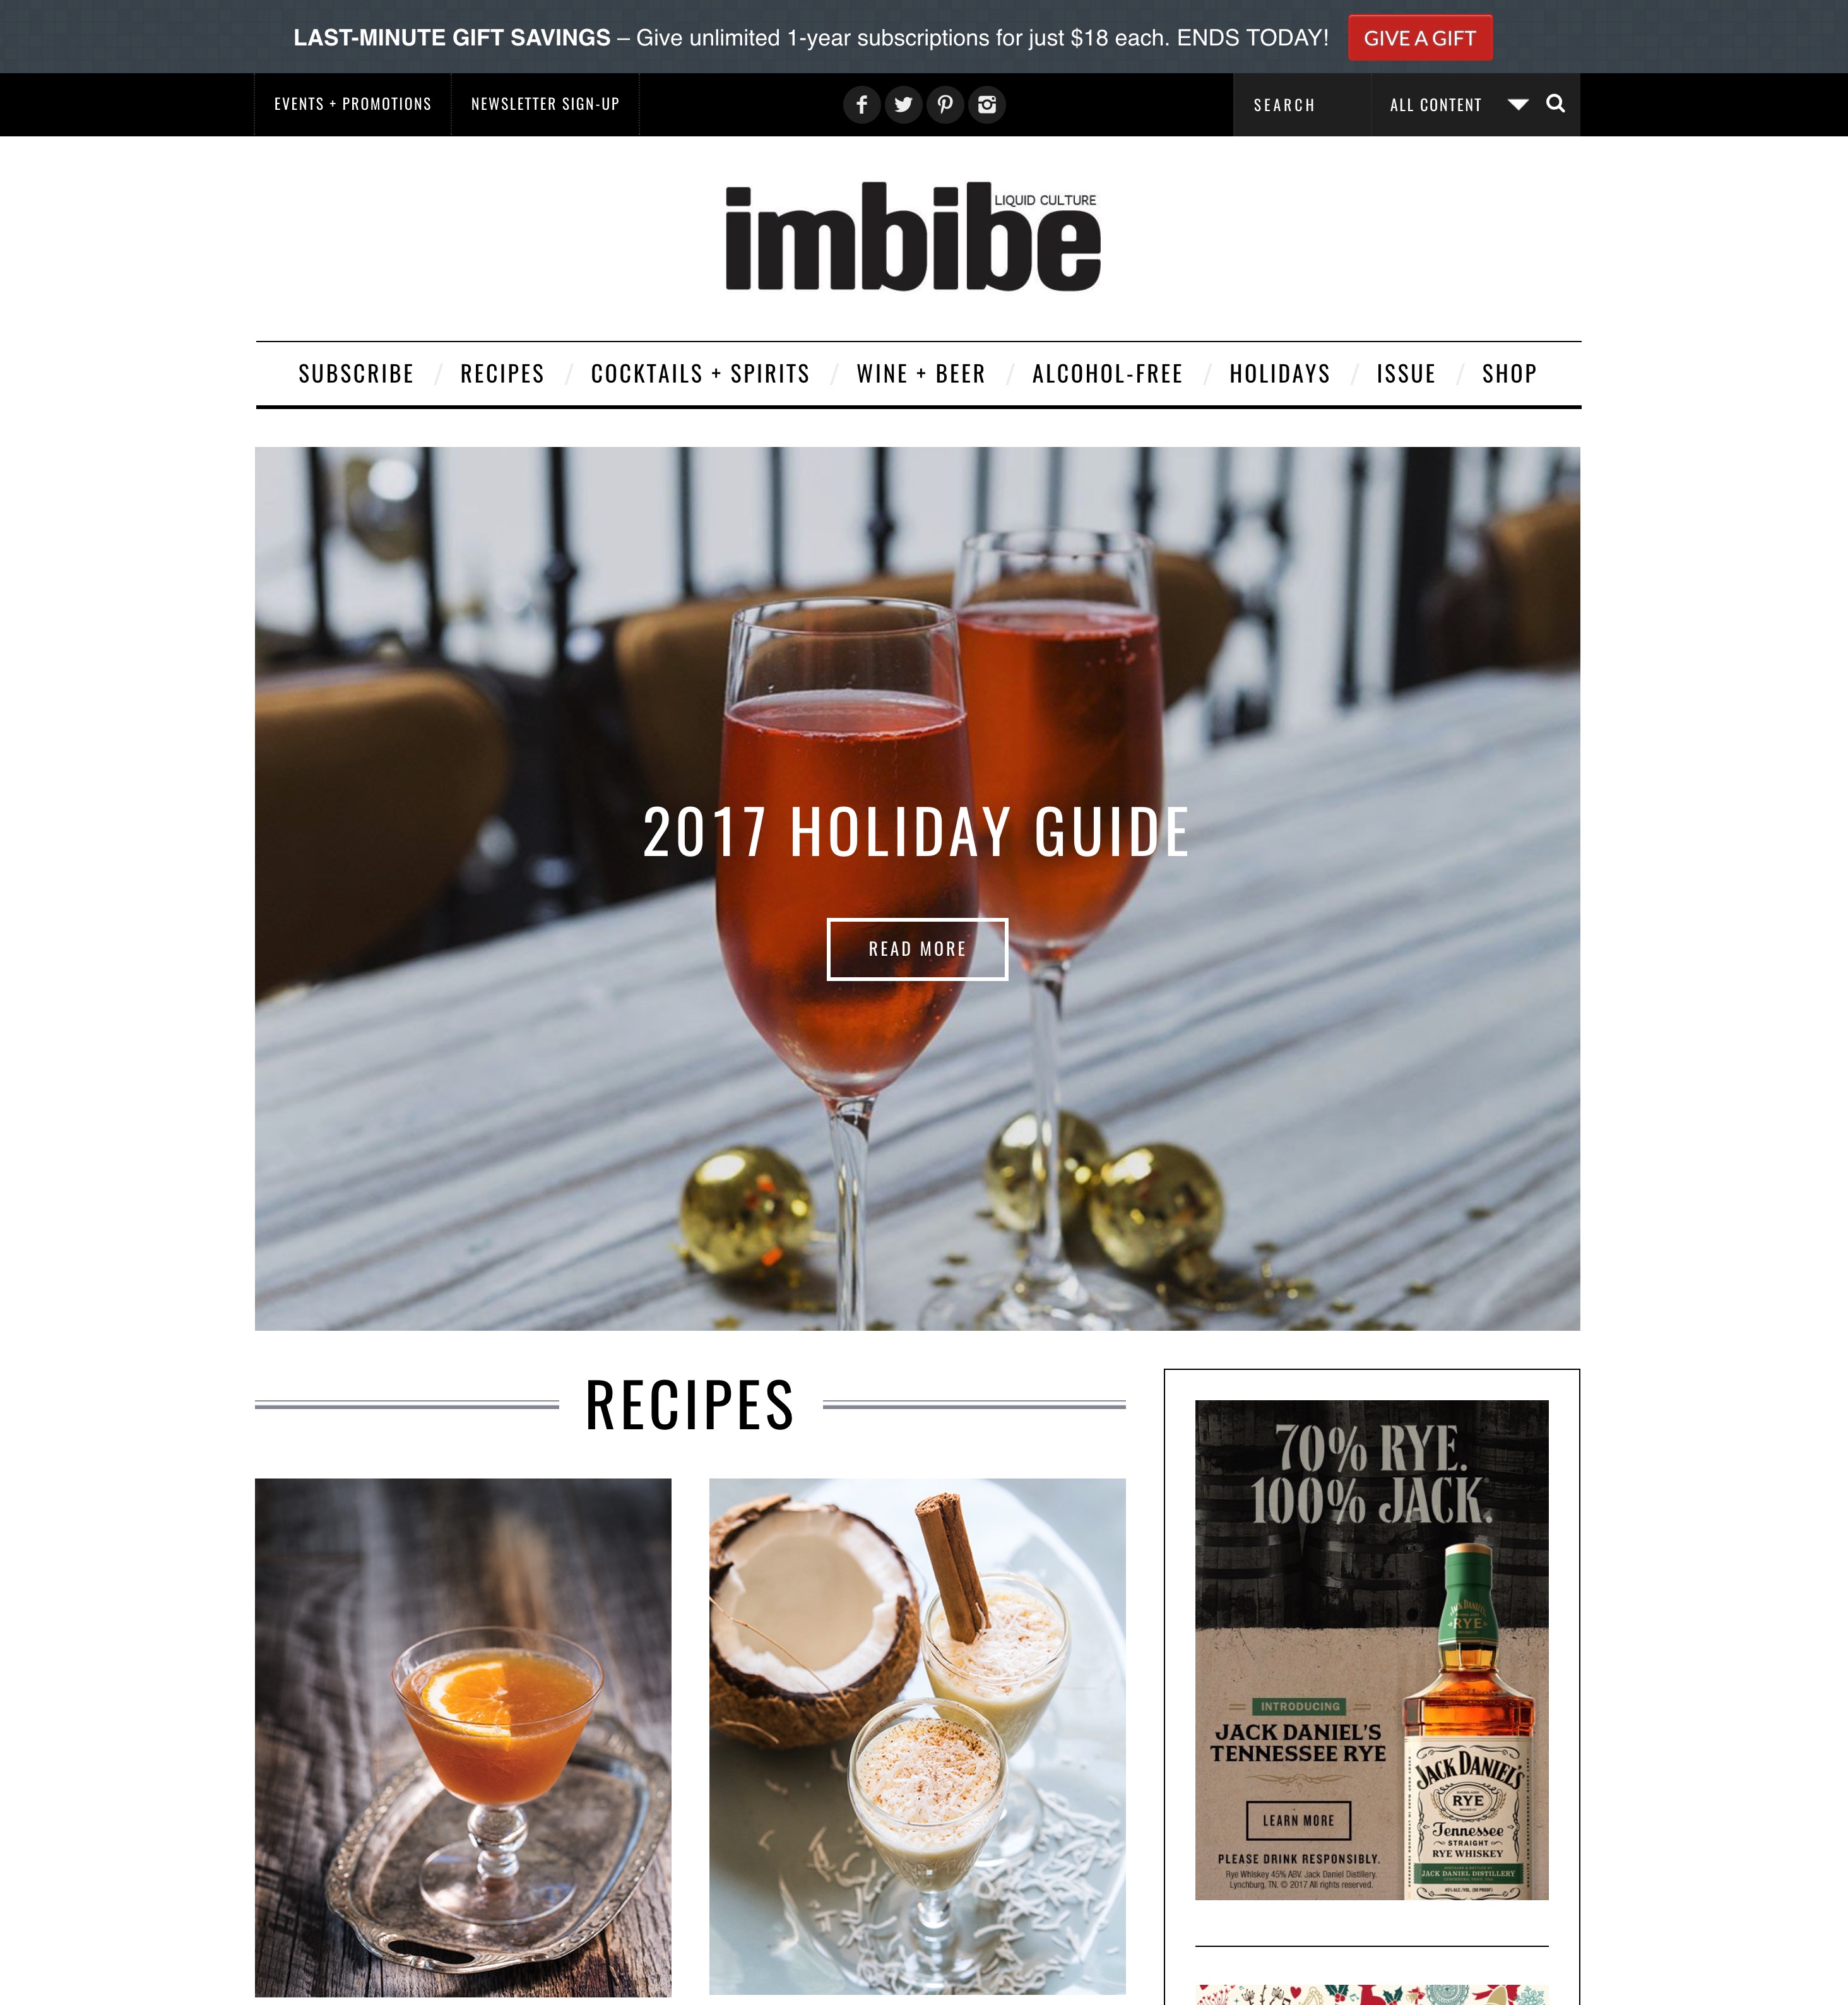 LAST-MINUTE GIFT SAVINGS – Give unlimited 1-year subscriptions for just $18 each. ENDS TODAY! GIVE A GIFT
EVENTS + PROMOTIONS NEWSLETTER SIGN-UP SEARCH ALL CONTENT
LIQUID CULTURE
imbibe
SUBSCRIBE / RECIPES / COCKTAILS + SPIRITS / WINE + BEER / ALCOHOL-FREE / HOLIDAYS / ISSUE / SHOP
2017 HOLIDAY GUIDE
READ MORE
RECIPES
70% RYE.
100% JACK.
JACK DANIEL'S
RYE
INTRODUCING
JACK DANIEL'S
TENNESSEE RYE
LEARN MORE
PLEASE DRINK RESPONSIBLY.
Rye Whiskey 45% ABV. Jack Daniel Distillery.
Lynchburg, TN. © 2017 All rights reserved.
JACK DANIEL'S
RYE
Tennessee
STRAIGHT
RYE WHISKEY
JACK DANIEL DISTILLERY